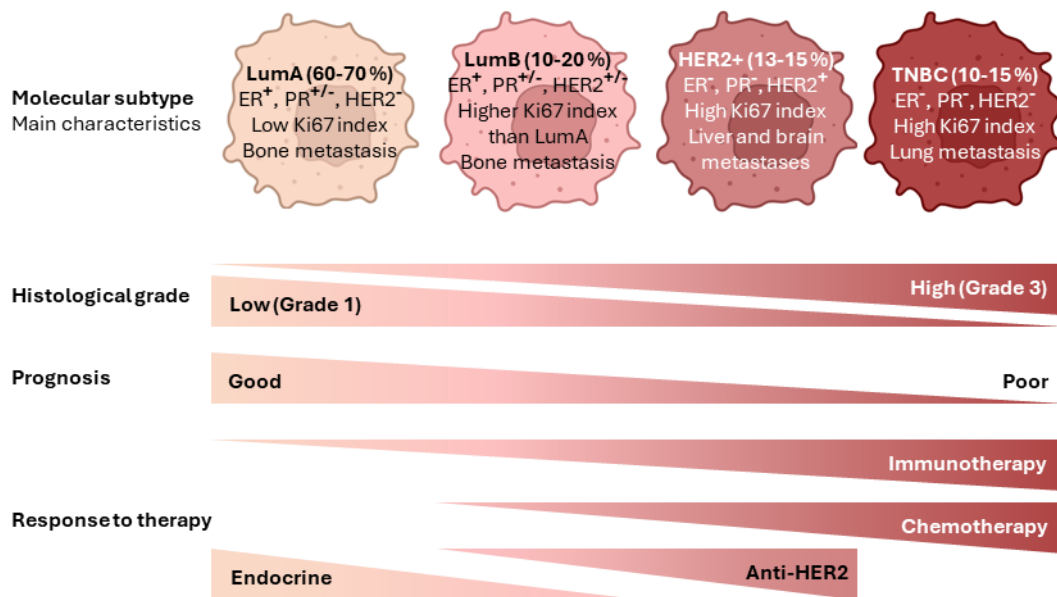 Molecular subtype
Main characteristics
LumA (60-70 %)
ER⁺, PR⁺/⁻, HER2⁻
Low Ki67 index
Bone metastasis
LumB (10-20 %)
ER⁺, PR⁺/⁻, HER2⁺/⁻
Higher Ki67 index
than LumA
Bone metastasis
HER2+ (13-15 %)
ER⁻, PR⁻, HER2⁺
High Ki67 index
Liver and brain
metastases
TNBC (10-15%)
ER⁻, PR⁻, HER2⁻
High Ki67 index
Lung metastasis
Histological grade
Low (Grade 1)
High (Grade 3)
Prognosis
Good
Poor
Response to therapy
Immunotherapy
Chemotherapy
Anti-HER2
Endocrine